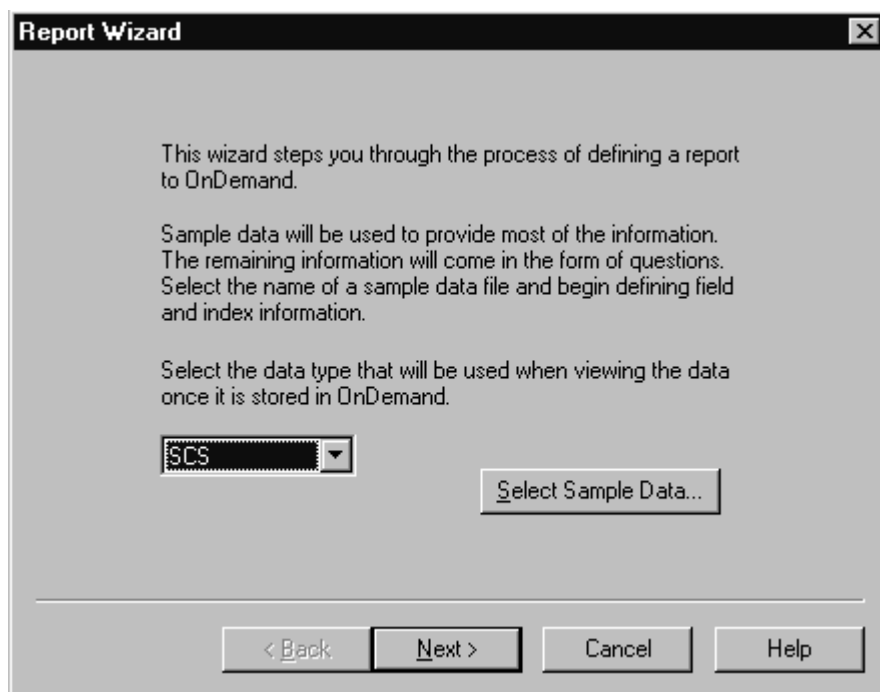 Report Wizard
This wizard steps you through the process of defining a report
to OnDemand.
Sample data will be used to provide most of the information.
The remaining information will come in the form of questions.
Select the name of a sample data file and begin defining field
and index information.
Select the data type that will be used when viewing the data
once it is stored in OnDemand.
SCS
Select Sample Data...
< Back
Next >
Cancel
Help